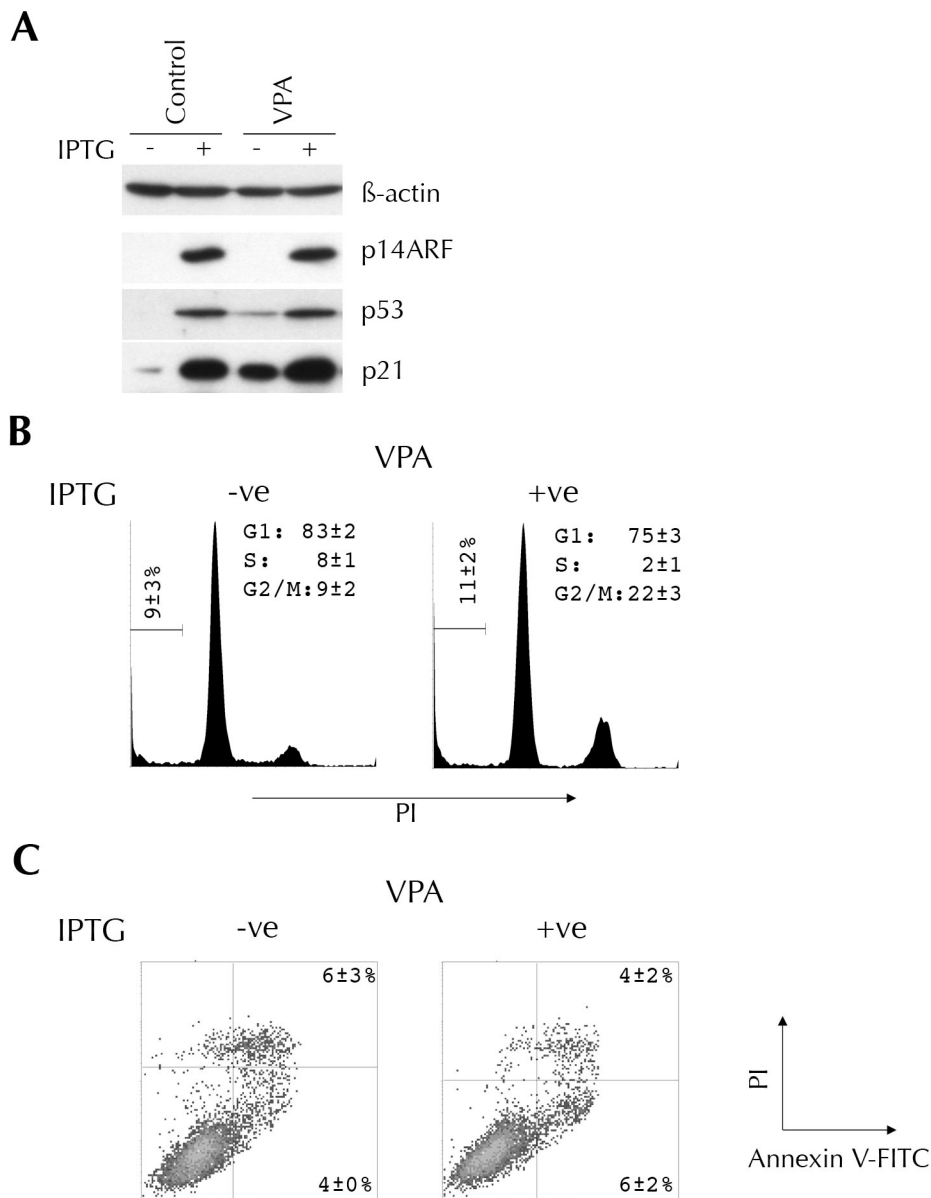 A
Control
VPA
IPTG - + - +
ß-actin
p14ARF
p53
p21
B
VPA
IPTG -ve +ve
9±3%
G1: 83±2
S: 8±1
G2/M:9±2
11±2%
G1: 75±3
S: 2±1
G2/M:22±3
PI
C
VPA
IPTG -ve +ve
6±3%
4±0%
4±2%
6±2%
PI
Annexin V-FITC